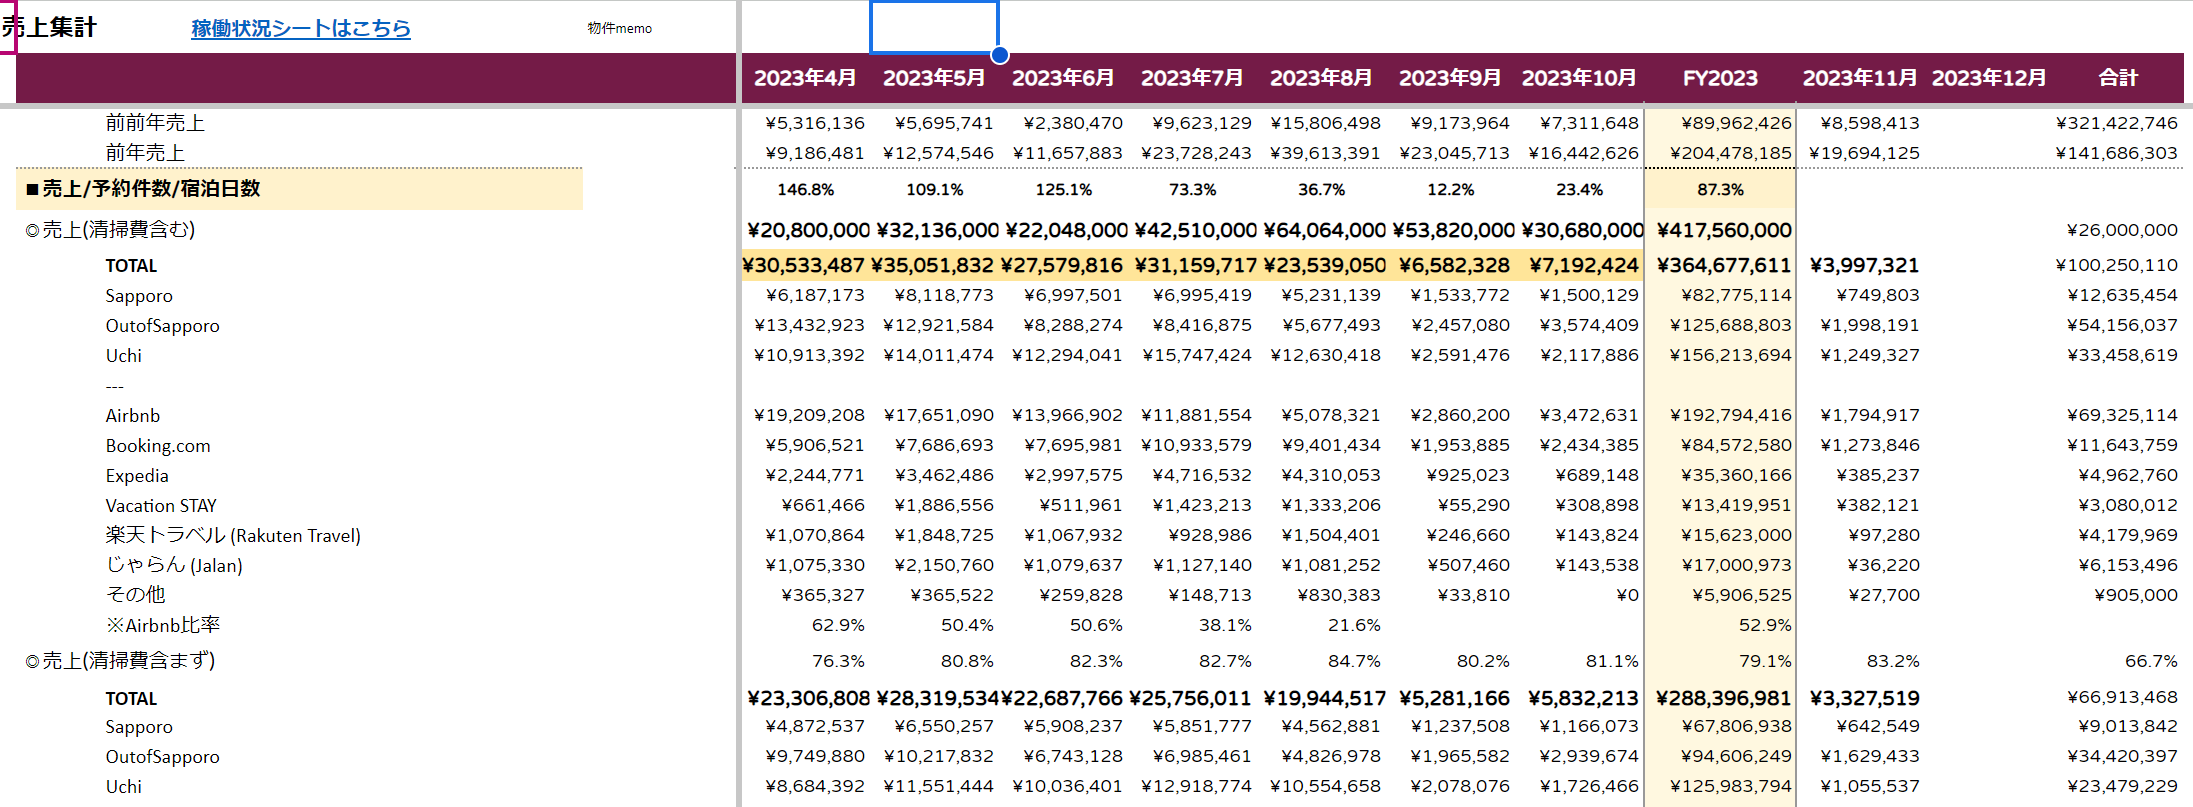 売上集計 稼働状況シートはこちら 物件memo
2023年4月 2023年5月 2023年6月 2023年7月 2023年8月 2023年9月 2023年10月 FY2023 2023年11月 2023年12月 合計
前前年売上 ¥5,316,136 ¥5,695,741 ¥2,380,470 ¥9,623,129 ¥15,806,498 ¥9,173,964 ¥7,311,648 ¥89,962,426 ¥8,598,413 ¥321,422,746
前年売上 ¥9,186,481 ¥12,574,546 ¥11,657,883 ¥23,728,243 ¥39,613,391 ¥23,045,713 ¥16,442,626 ¥204,478,185 ¥19,694,125 ¥141,686,303
■売上/予約件数/宿泊日数 146.8% 109.1% 125.1% 73.3% 36.7% 12.2% 23.4% 87.3%
◎売上(清掃費含む) ¥20,800,000 ¥32,136,000 ¥22,048,000 ¥42,510,000 ¥64,064,000 ¥53,820,000 ¥30,680,000 ¥417,560,000 ¥26,000,000
TOTAL ¥30,533,487 ¥35,051,832 ¥27,579,816 ¥31,159,717 ¥23,539,050 ¥6,582,328 ¥7,192,424 ¥364,677,611 ¥3,997,321 ¥100,250,110
Sapporo ¥6,187,173 ¥8,118,773 ¥6,997,501 ¥6,995,419 ¥5,231,139 ¥1,533,772 ¥1,500,129 ¥82,775,114 ¥749,803 ¥12,635,454
OutofSapporo ¥13,432,923 ¥12,921,584 ¥8,288,274 ¥8,416,875 ¥5,677,493 ¥2,457,080 ¥3,574,409 ¥125,688,803 ¥1,998,191 ¥54,156,037
Uchi ¥10,913,392 ¥14,011,474 ¥12,294,041 ¥15,747,424 ¥12,630,418 ¥2,591,476 ¥2,117,886 ¥156,213,694 ¥1,249,327 ¥33,458,619
---
Airbnb ¥19,209,208 ¥17,651,090 ¥13,966,902 ¥11,881,554 ¥5,078,321 ¥2,860,200 ¥3,472,631 ¥192,794,416 ¥1,794,917 ¥69,325,114
Booking.com ¥5,906,521 ¥7,686,693 ¥7,695,981 ¥10,933,579 ¥9,401,434 ¥1,953,885 ¥2,434,385 ¥84,572,580 ¥1,273,846 ¥11,643,759
Expedia ¥2,244,771 ¥3,462,486 ¥2,997,575 ¥4,716,532 ¥4,310,053 ¥925,023 ¥689,148 ¥35,360,166 ¥385,237 ¥4,962,760
Vacation STAY ¥661,466 ¥1,886,556 ¥511,961 ¥1,423,213 ¥1,333,206 ¥55,290 ¥308,898 ¥13,419,951 ¥382,121 ¥3,080,012
楽天トラベル (Rakuten Travel) ¥1,070,864 ¥1,848,725 ¥1,067,932 ¥928,986 ¥1,504,401 ¥246,660 ¥143,824 ¥15,623,000 ¥97,280 ¥4,179,969
じゃらん (Jalan) ¥1,075,330 ¥2,150,760 ¥1,079,637 ¥1,127,140 ¥1,081,252 ¥507,460 ¥143,538 ¥17,000,973 ¥36,220 ¥6,153,496
その他 ¥365,327 ¥365,522 ¥259,828 ¥148,713 ¥830,383 ¥33,810 ¥0 ¥5,906,525 ¥27,700 ¥905,000
※Airbnb比率 62.9% 50.4% 50.6% 38.1% 21.6% 52.9%
◎売上(清掃費含まず) 76.3% 80.8% 82.3% 82.7% 84.7% 80.2% 81.1% 79.1% 83.2% 66.7%
TOTAL ¥23,306,808 ¥28,319,534 ¥22,687,766 ¥25,756,011 ¥19,944,517 ¥5,281,166 ¥5,832,213 ¥288,396,981 ¥3,327,519 ¥66,913,468
Sapporo ¥4,872,537 ¥6,550,257 ¥5,908,237 ¥5,851,777 ¥4,562,881 ¥1,237,508 ¥1,166,073 ¥67,806,938 ¥642,549 ¥9,013,842
OutofSapporo ¥9,749,880 ¥10,217,832 ¥6,743,128 ¥6,985,461 ¥4,826,978 ¥1,965,582 ¥2,939,674 ¥94,606,249 ¥1,629,433 ¥34,420,397
Uchi ¥8,684,392 ¥11,551,444 ¥10,036,401 ¥12,918,774 ¥10,554,658 ¥2,078,076 ¥1,726,466 ¥125,983,794 ¥1,055,537 ¥23,479,229